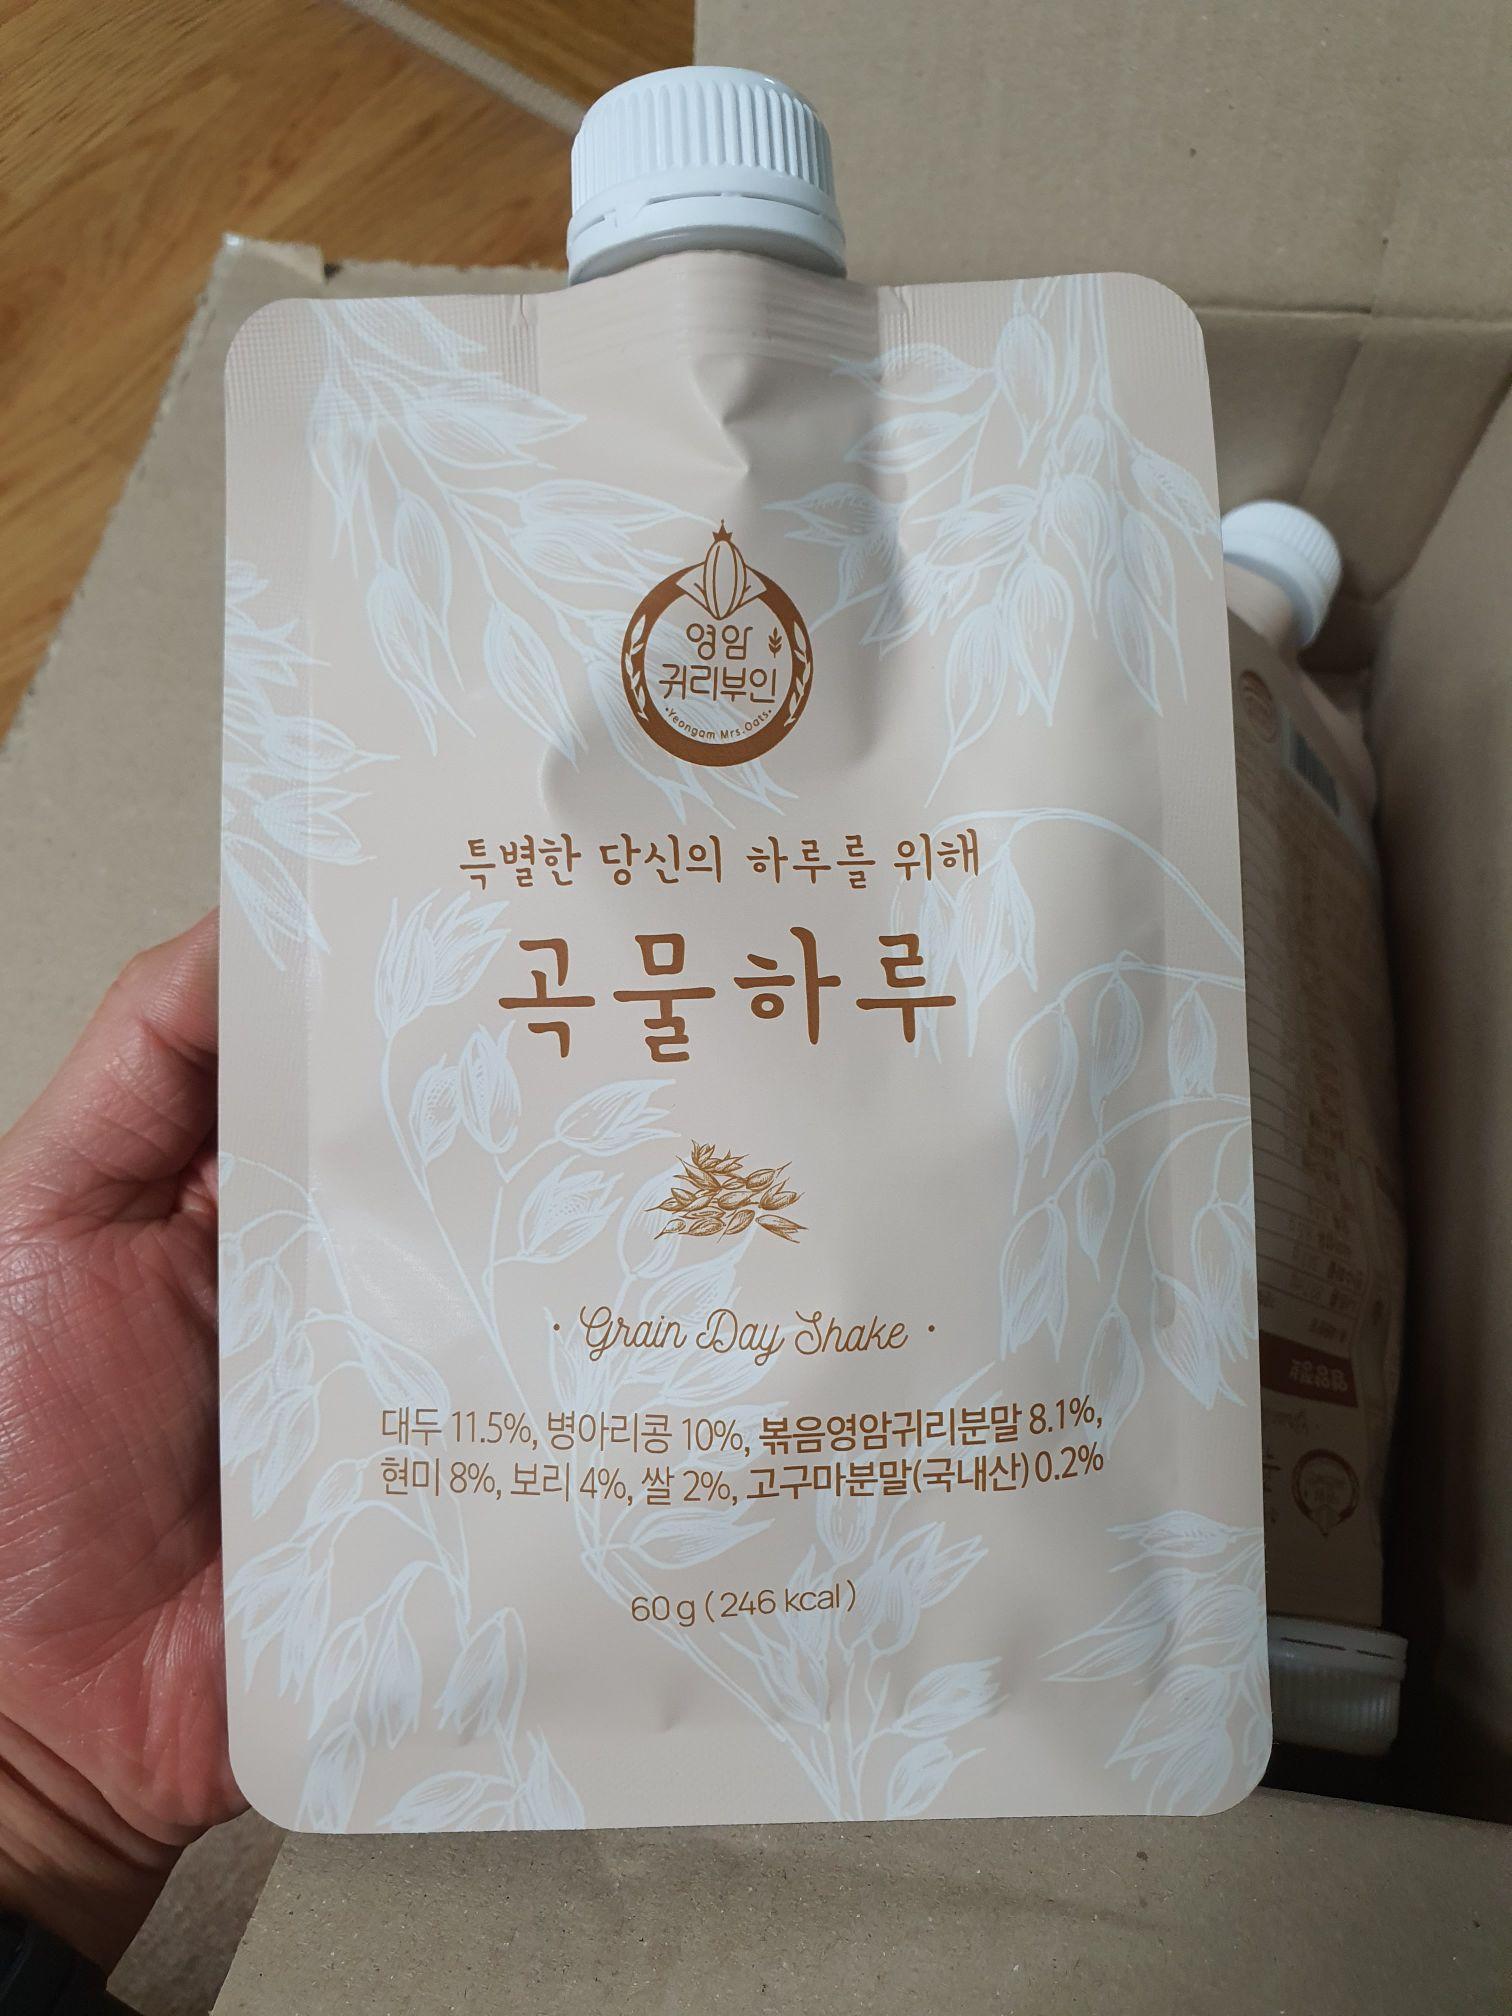 영암
귀리부인
·Yeongam Mrs.Oats·
특별한 당신의 하루를 위해
곡물하루
· Grain Day Shake ·
대두 11.5%, 병아리콩 10%, 볶음영암귀리분말 8.1%,
현미 8%, 보리 4%, 쌀 2%, 고구마분말(국내산) 0.2%
60 g ( 246 kcal )